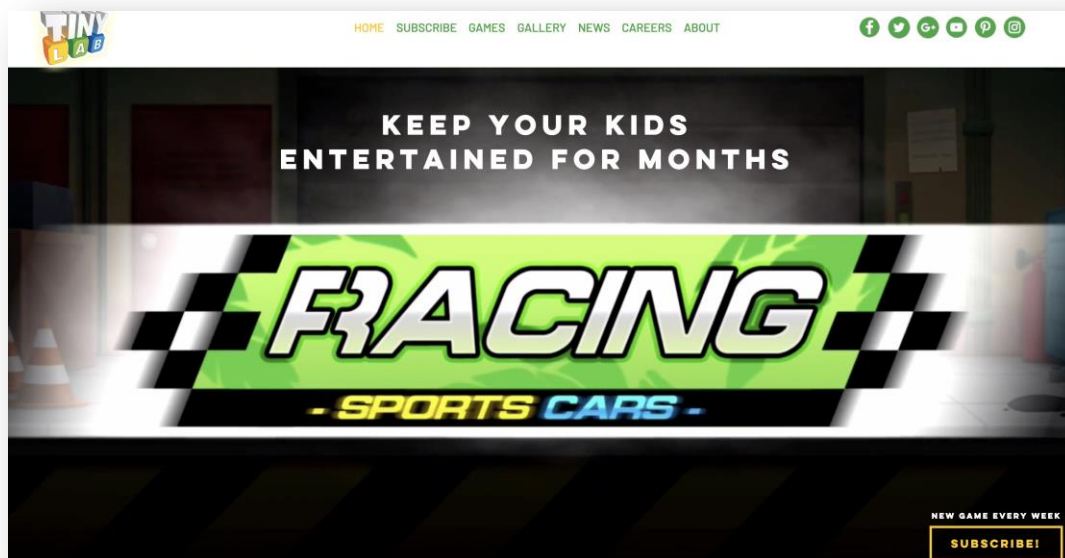 TINY
LAB
HOME SUBSCRIBE GAMES GALLERY NEWS CAREERS ABOUT
KEEP YOUR KIDS
ENTERTAINED FOR MONTHS
RACING
- SPORTS CARS -
NEW GAME EVERY WEEK
SUBSCRIBE!